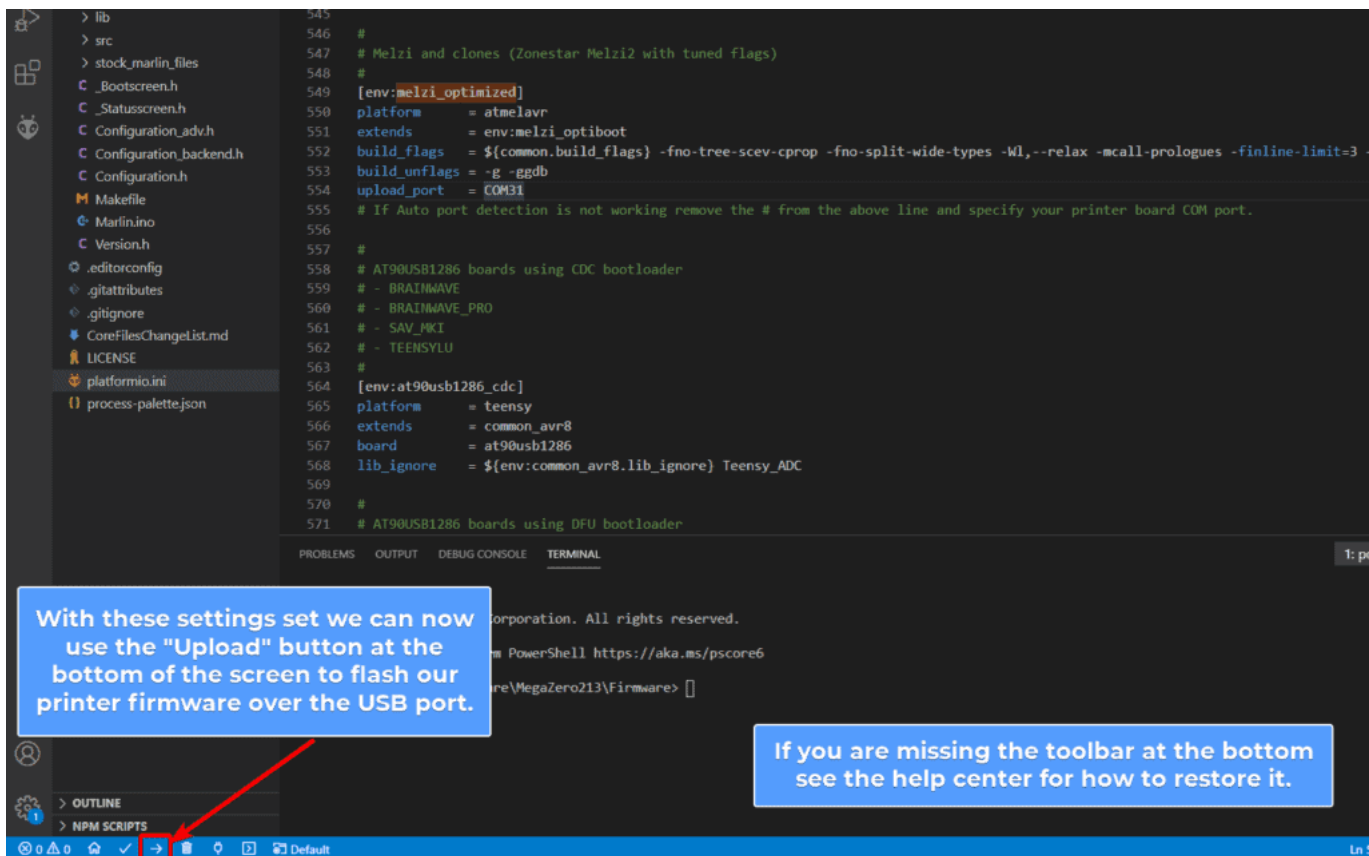 > lib
> src
> stock_marlin_files
C _Bootscreen.h
C _Statusscreen.h
C Configuration_adv.h
C Configuration_backend.h
C Configuration.h
M Makefile
Marlin.ino
C Version.h
.editorconfig
.gitattributes
.gitignore
CoreFilesChangeList.md
LICENSE
platformio.ini
{} process-palette.json
545
546 #
547 # Melzi and clones (Zonestar Melzi2 with tuned flags)
548 #
549 [env:melzi_optimized]
550 platform = atmelavr
551 extends = env:melzi_optiboot
552 build_flags = ${common.build_flags} -fno-tree-scev-cprop -fno-split-wide-types -Wl,--relax -mcall-prologues -finline-limit=3 -
553 build_unflags = -g -ggdb
554 upload_port = COM31
555 # If Auto port detection is not working remove the # from the above line and specify your printer board COM port.
556
557 #
558 # AT90USB1286 boards using CDC bootloader
559 # - BRAINWAVE
560 # - BRAINWAVE_PRO
561 # - SAV_MKI
562 # - TEENSYLU
563 #
564 [env:at90usb1286_cdc]
565 platform = teensy
566 extends = common_avr8
567 board = at90usb1286
568 lib_ignore = ${env:common_avr8.lib_ignore} Teensy_ADC
569
570 #
571 # AT90USB1286 boards using DFU bootloader
PROBLEMS OUTPUT DEBUG CONSOLE TERMINAL 1: p
orporation. All rights reserved.
m PowerShell https://aka.ms/pscore6
re\MegaZero213\Firmware>
With these settings set we can now
use the "Upload" button at the
bottom of the screen to flash our
printer firmware over the USB port.
If you are missing the toolbar at the bottom
see the help center for how to restore it.
1
> OUTLINE
> NPM SCRIPTS
0 0 Default
Ln